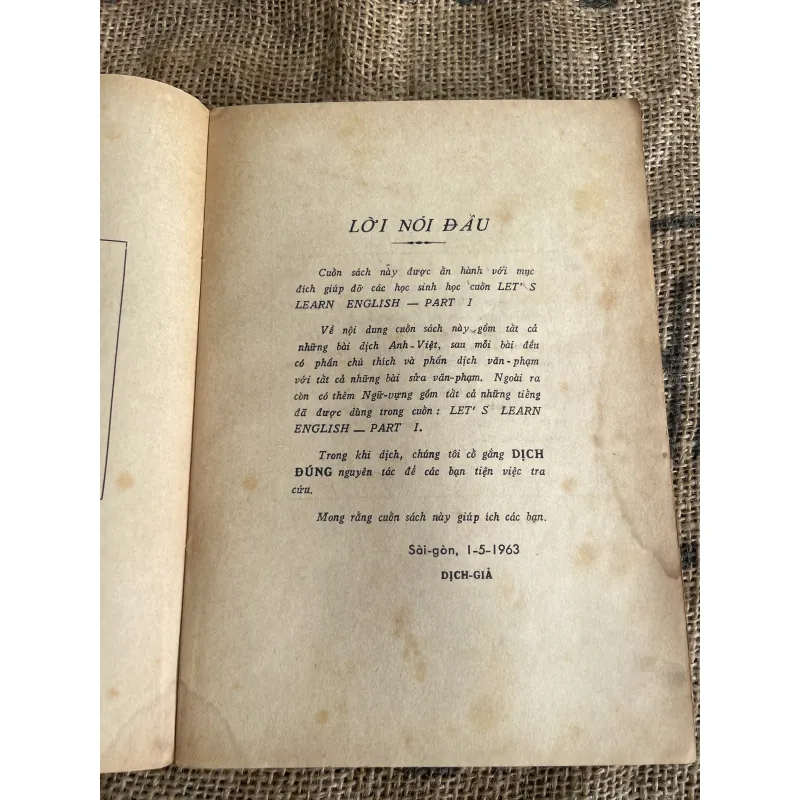 LỜI NÓI ĐẦU
Cuốn sách này được ấn hành với mục
đích giúp đỡ các học sinh học cuốn LET' S
LEARN ENGLISH — PART I
Về nội dung cuốn sách này gồm tất cả
những bài dịch Anh-Việt, sau mỗi bài đều
có phần chú thích và phần dịch văn-phạm
với tất cả những bài sửa văn-phạm. Ngoài ra
còn có thêm Ngữ-vựng gồm tất cả những tiếng
đã được dùng trong cuốn : LET' S LEARN
ENGLISH — PART I.
Trong khi dịch, chúng tôi cố gắng DỊCH
ĐÚNG nguyên tác để các bạn tiện việc tra
cứu.
Mong rằng cuốn sách này giúp ích các bạn.
Sài-gòn, 1-5-1963
DỊCH-GIẢ